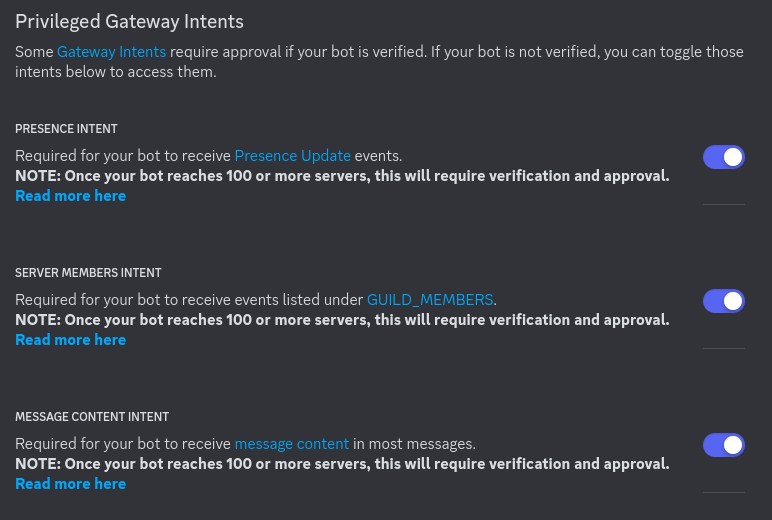 Privileged Gateway Intents
Some Gateway Intents require approval if your bot is verified. If your bot is not verified, you can toggle those
intents below to access them.
PRESENCE INTENT
Required for your bot to receive Presence Update events.
NOTE: Once your bot reaches 100 or more servers, this will require verification and approval.
Read more here
SERVER MEMBERS INTENT
Required for your bot to receive events listed under GUILD_MEMBERS.
NOTE: Once your bot reaches 100 or more servers, this will require verification and approval.
Read more here
MESSAGE CONTENT INTENT
Required for your bot to receive message content in most messages.
NOTE: Once your bot reaches 100 or more servers, this will require verification and approval.
Read more here